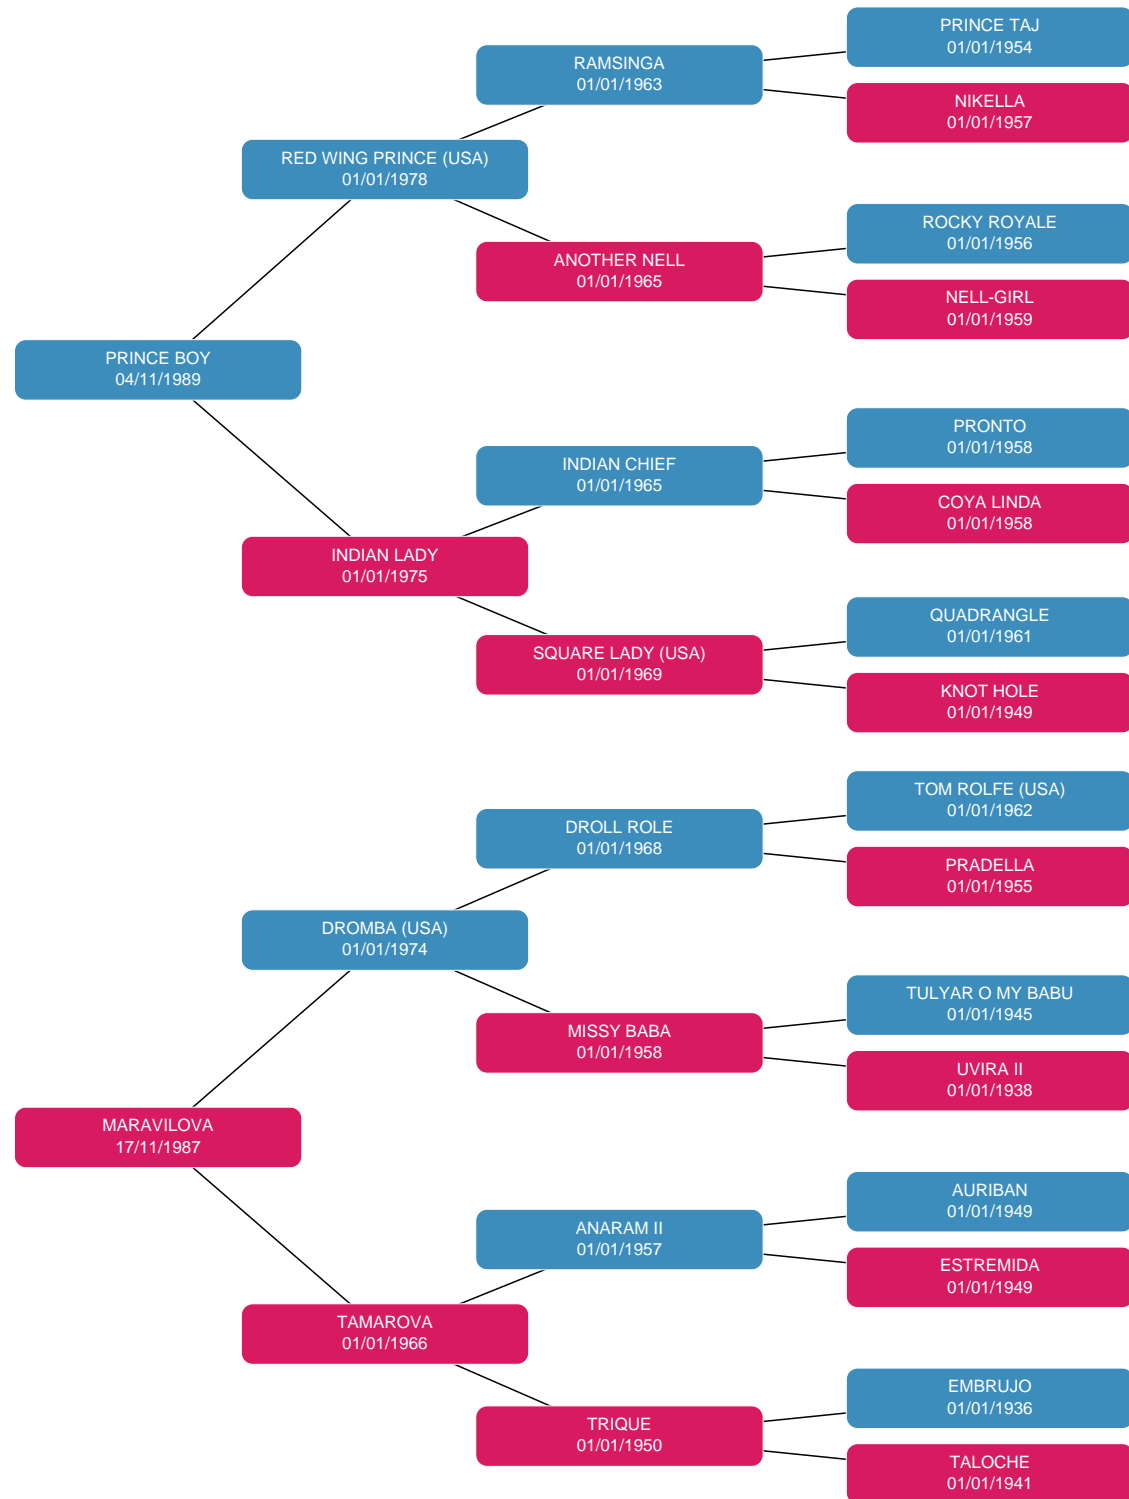 PRINCE TAJ
01/01/1954
RAMSINGA
01/01/1963
NIKELLA
01/01/1957
RED WING PRINCE (USA)
01/01/1978
ROCKY ROYALE
01/01/1956
ANOTHER NELL
01/01/1965
NELL-GIRL
01/01/1959
PRINCE BOY
04/11/1989
PRONTO
01/01/1958
INDIAN CHIEF
01/01/1965
COYA LINDA
01/01/1958
INDIAN LADY
01/01/1975
QUADRANGLE
01/01/1961
SQUARE LADY (USA)
01/01/1969
KNOT HOLE
01/01/1949
TOM ROLFE (USA)
01/01/1962
DROLL ROLE
01/01/1968
PRADELLA
01/01/1955
DROMBA (USA)
01/01/1974
TULYAR O MY BABU
01/01/1945
MISSY BABA
01/01/1958
UVIRA II
01/01/1938
MARAVILOVA
17/11/1987
AURIBAN
01/01/1949
ANARAM II
01/01/1957
ESTREMIDA
01/01/1949
TAMAROVA
01/01/1966
EMBRUJO
01/01/1936
TRIQUE
01/01/1950
TALOCHE
01/01/1941